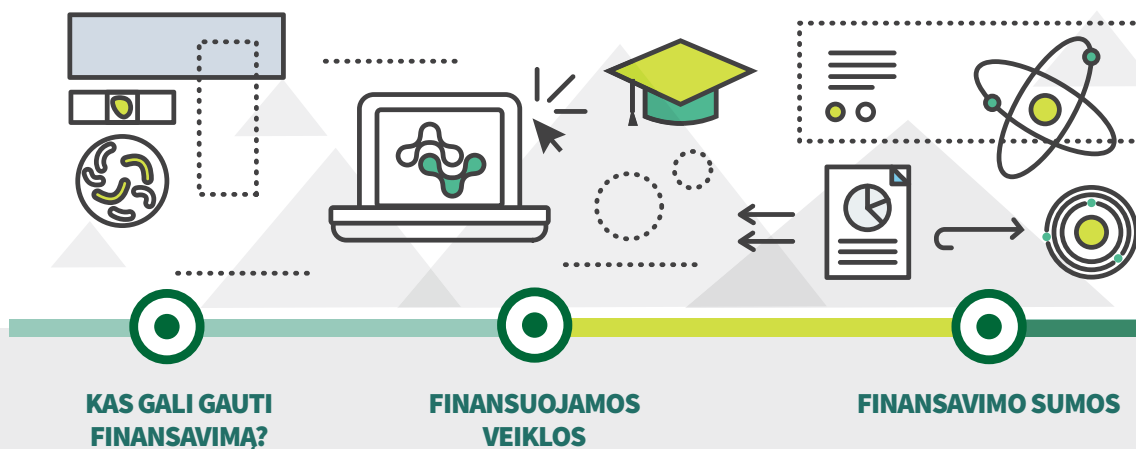 KAS GALI GAUTI
FINANSAVIMĄ?
FINANSUOJAMOS
VEIKLOS
FINANSAVIMO SUMOS